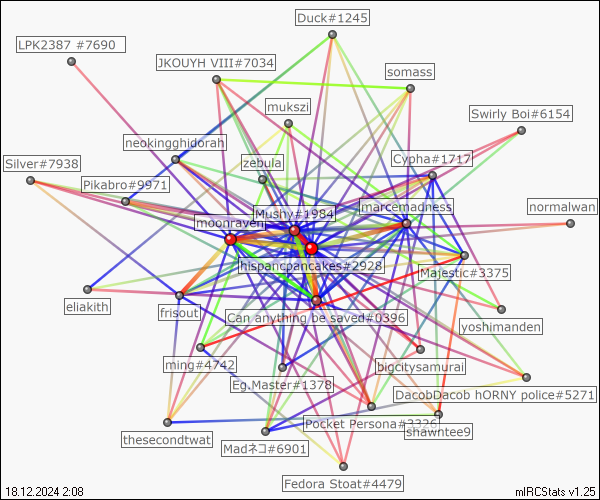 Duck#1245
LPK2387 #7690
JKOUYH VIII#7034
somass
mukszi
Swirly Boi#6154
neokingghidorah
zebula
Cypha#1717
Silver#7938
Pikabro#9971
marcemadness
Mushy#1984
moonraven
normalwan
hispancpancakes#2928
Majestic#3375
eliakith
frisout
Can anything be saved#0396
yoshimanden
ming#4742
bigcitysamurai
Eg.Master#1378
DacobDacob hORNY police#5271
Pocket Persona#3326
shawntee9
thesecondtwat
Madネコ#6901
Fedora Stoat#4479
18.12.2024 2:08
mIRCStats v1.25